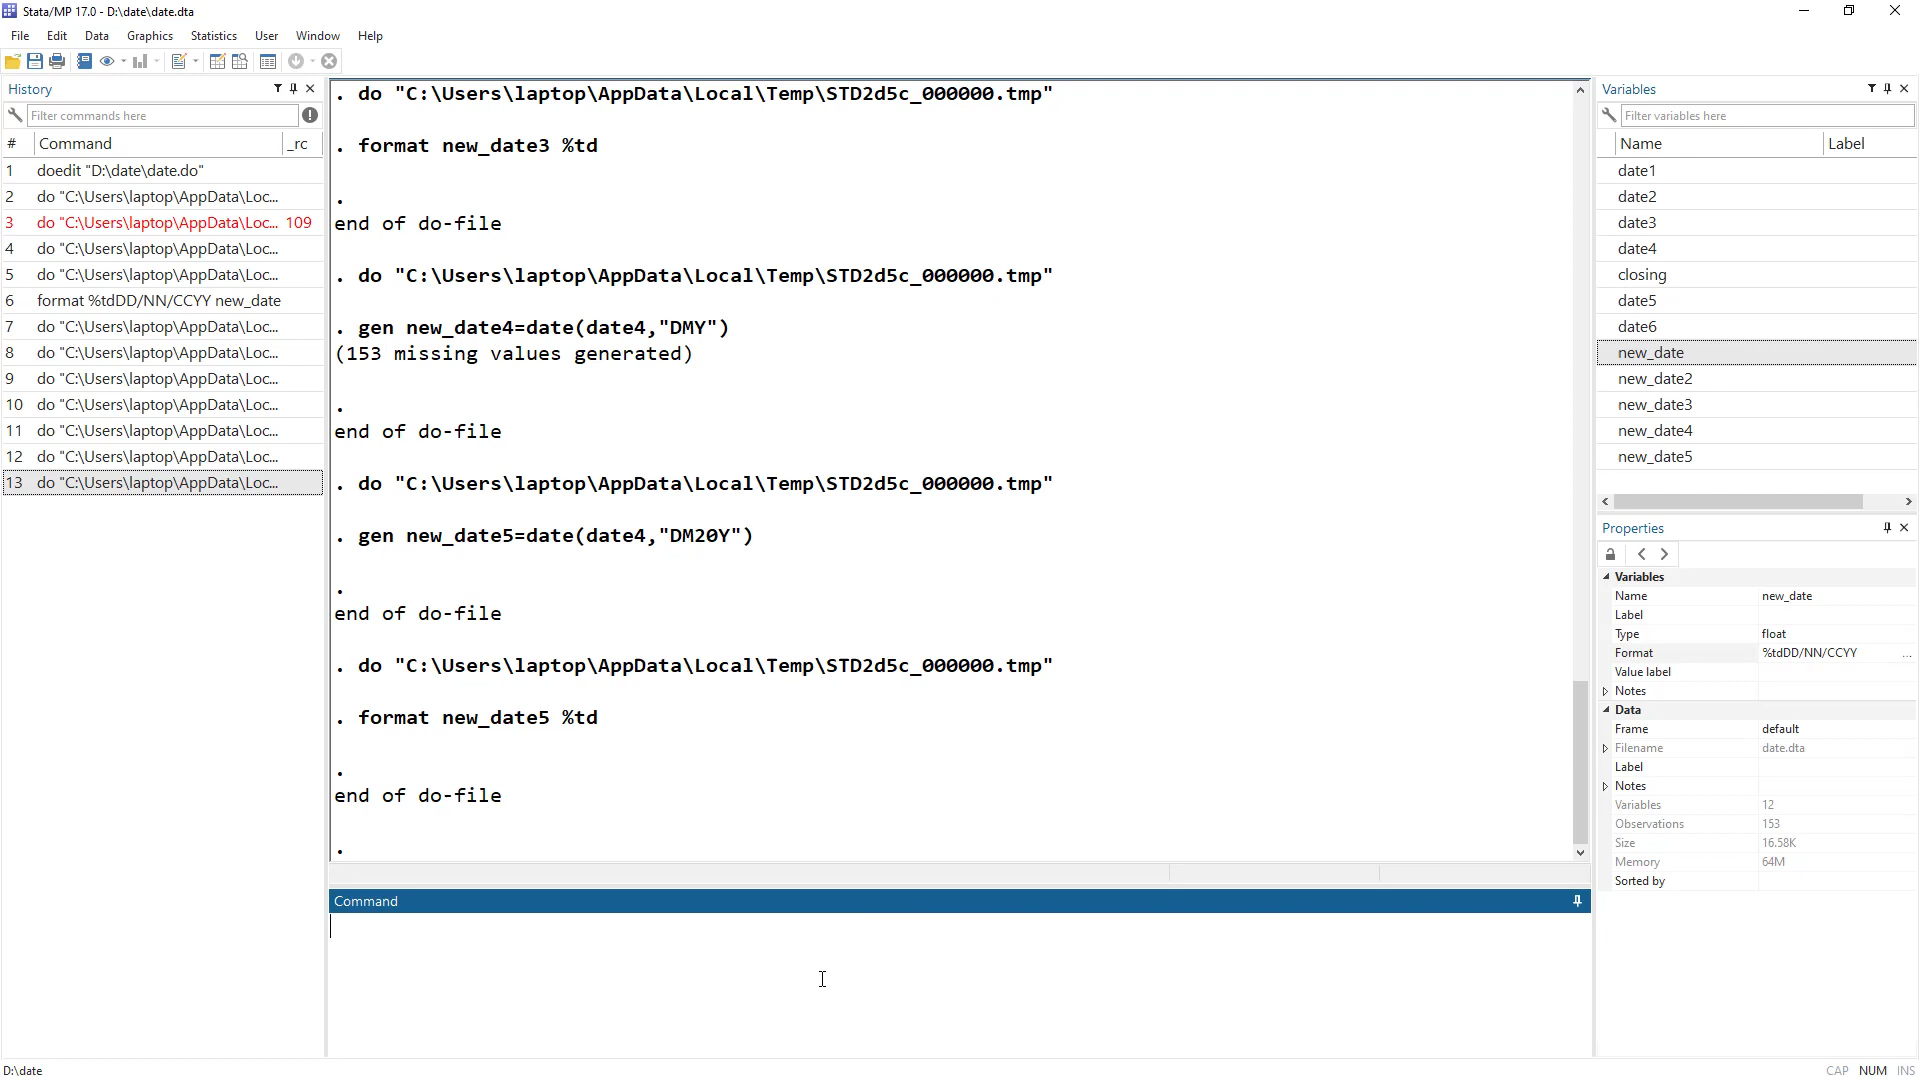 Stata/MP 17.0 - D:\date\date.dta
File Edit Data Graphics Statistics User Window Help
History
Filter commands here
# Command _rc
1 doedit "D:\date\date.do"
2 do "C:\Users\laptop\AppData\Loc...
3 do "C:\Users\laptop\AppData\Loc... 109
4 do "C:\Users\laptop\AppData\Loc...
5 do "C:\Users\laptop\AppData\Loc...
6 format %tdDD/NN/CCYY new_date
7 do "C:\Users\laptop\AppData\Loc...
8 do "C:\Users\laptop\AppData\Loc...
9 do "C:\Users\laptop\AppData\Loc...
10 do "C:\Users\laptop\AppData\Loc...
11 do "C:\Users\laptop\AppData\Loc...
12 do "C:\Users\laptop\AppData\Loc...
13 do "C:\Users\laptop\AppData\Loc...
. do "C:\Users\laptop\AppData\Local\Temp\STD2d5c_000000.tmp"
. format new_date3 %td
.
end of do-file
. do "C:\Users\laptop\AppData\Local\Temp\STD2d5c_000000.tmp"
. gen new_date4=date(date4,"DMY")
(153 missing values generated)
.
end of do-file
. do "C:\Users\laptop\AppData\Local\Temp\STD2d5c_000000.tmp"
. gen new_date5=date(date4,"DM20Y")
.
end of do-file
. do "C:\Users\laptop\AppData\Local\Temp\STD2d5c_000000.tmp"
. format new_date5 %td
.
end of do-file
.
Command
Variables
Filter variables here
Name Label
date1
date2
date3
date4
closing
date5
date6
new_date
new_date2
new_date3
new_date4
new_date5
Properties
Variables
Name new_date
Label
Type float
Format %tdDD/NN/CCYY ...
Value label
Notes
Data
Frame default
Filename date.dta
Label
Notes
Variables 12
Observations 153
Size 16.58K
Memory 64M
Sorted by
D:\date
CAP NUM INS